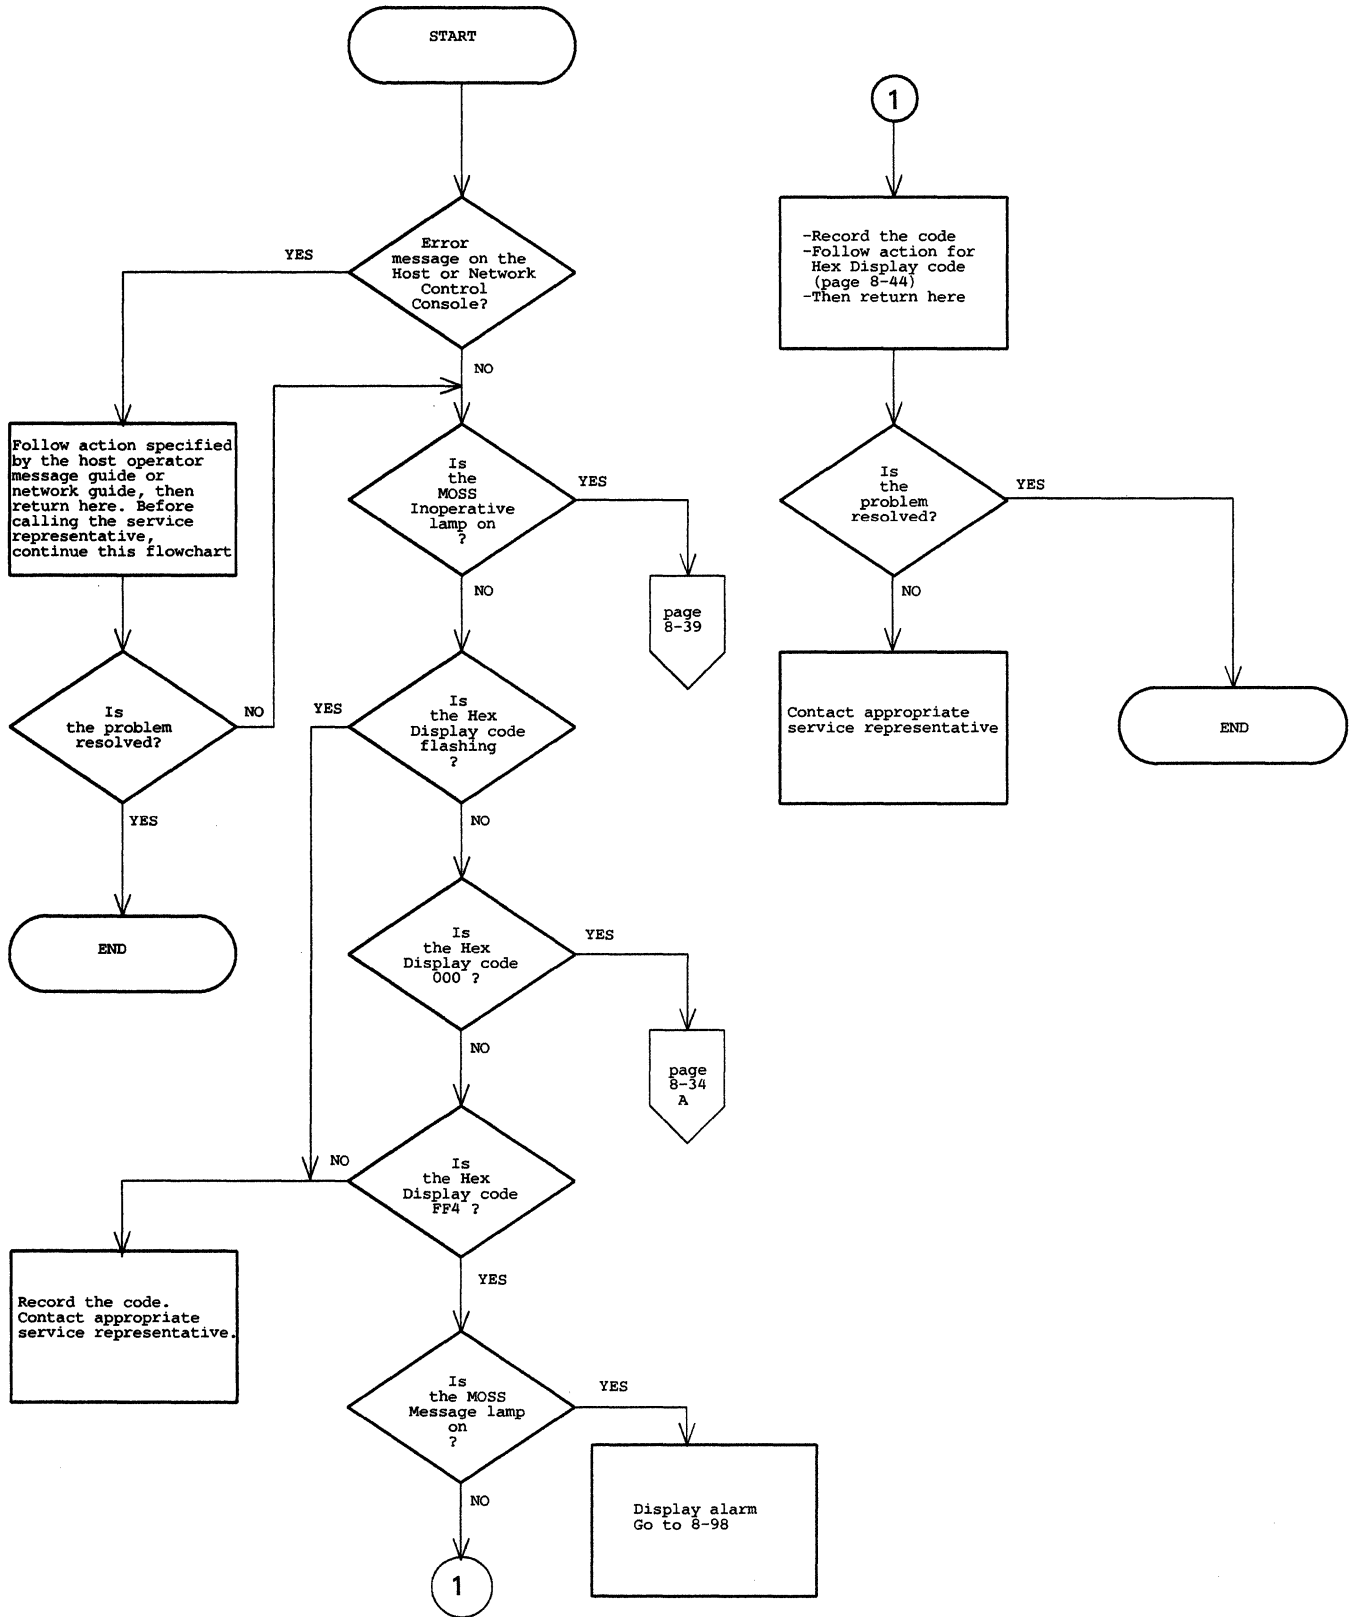 START
Error
message on the
Host or Network
Control
Console?
YES
NO
Follow action specified
by the host operator
message guide or
network guide, then
return here. Before
calling the service
representative,
continue this flowchart
Is
the problem
resolved?
NO
YES
END
Is
the
MOSS
Inoperative
lamp on
?
YES
page
8-39
NO
Is
the Hex
Display code
flashing
?
YES
NO
Is
the Hex
Display code
000 ?
YES
page
8-34
A
NO
Is
the Hex
Display code
FF4 ?
NO
Record the code.
Contact appropriate
service representative.
YES
Is
the MOSS
Message lamp
on
?
YES
Display alarm
Go to 8-98
NO
1
1
-Record the code
-Follow action for
Hex Display code
(page 8-44)
-Then return here
Is
the
problem
resolved?
YES
NO
Contact appropriate
service representative
END